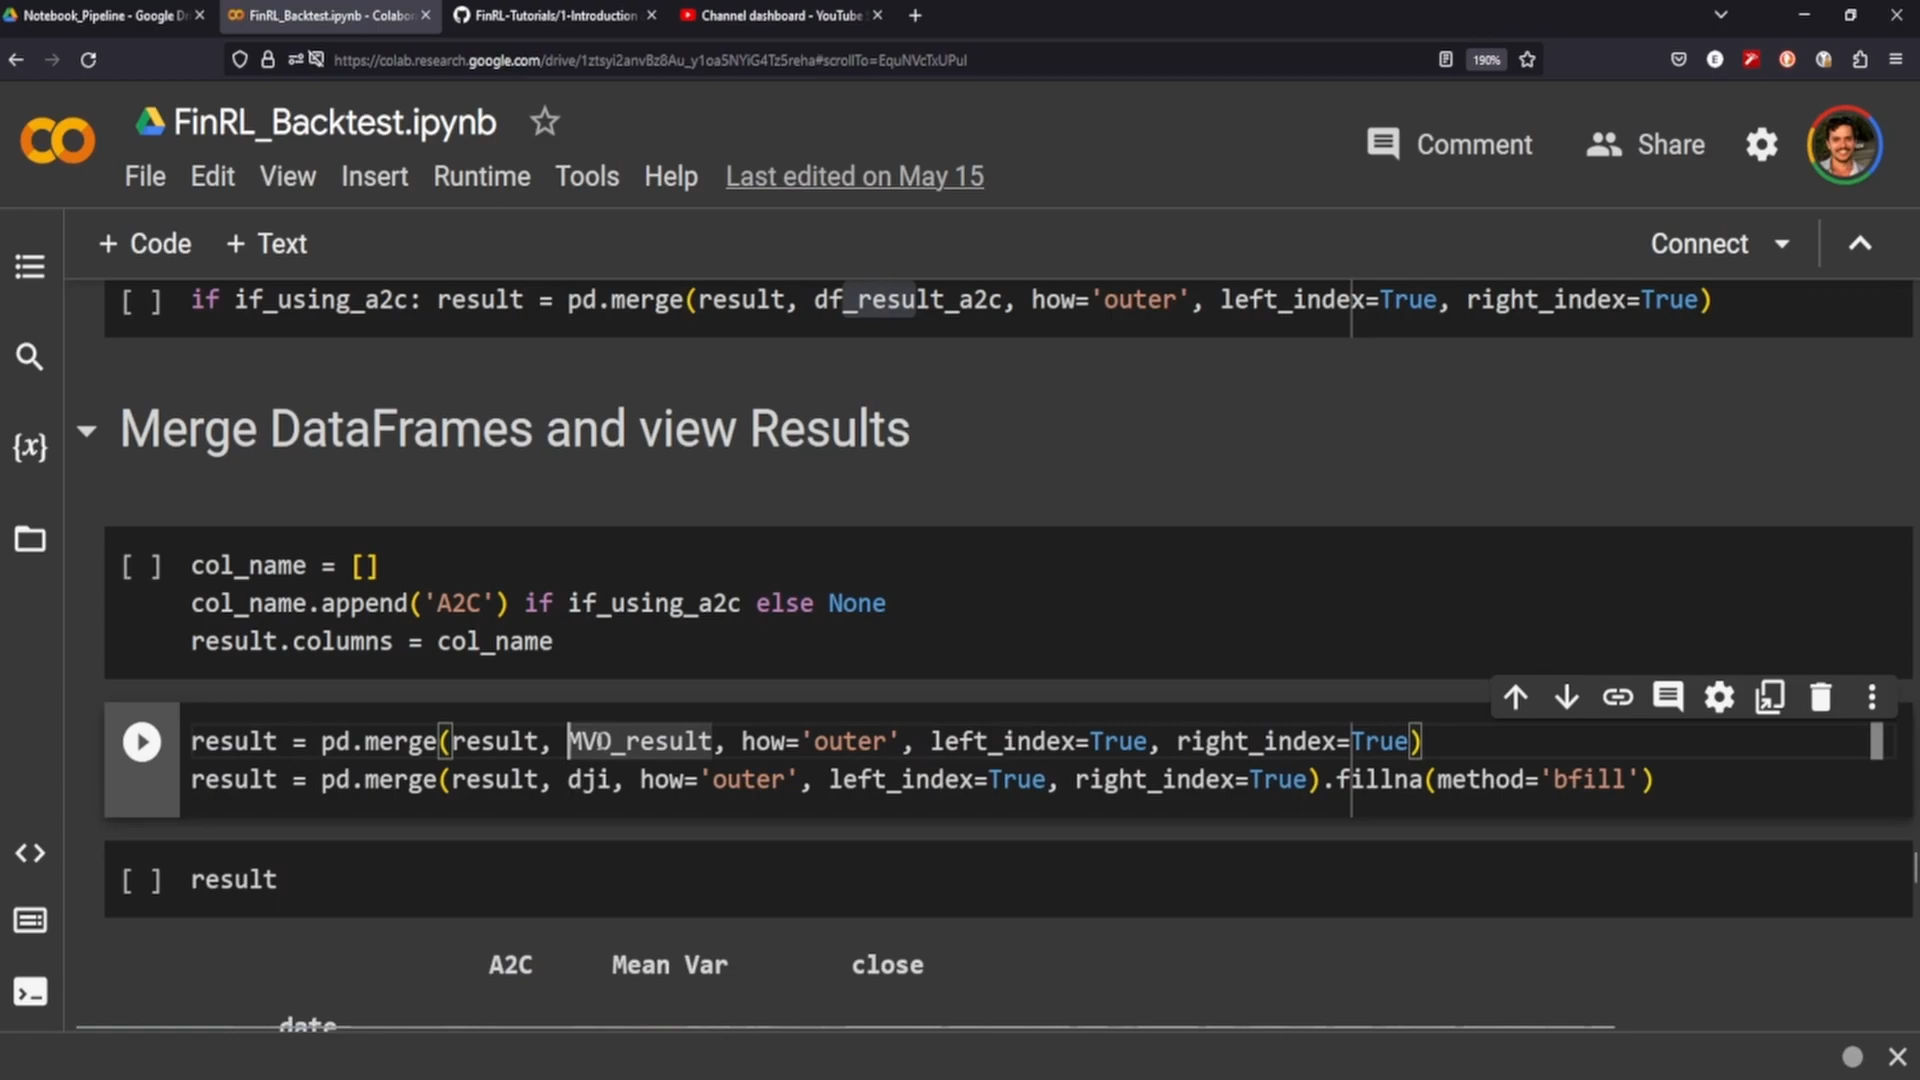 Notebook_Pipeline - Google Dr
FinRL_Backtest.ipynb - Colabor
FinRL-Tutorials/1-Introduction
Channel dashboard - YouTube
https://colab.research.google.com/drive/1ztsyi2anvBz8Au_y1oa5NYiG4Tz5reha#scrollTo=EquNVcTxUPuI
190%
FinRL_Backtest.ipynb
Comment
Share
File Edit View Insert Runtime Tools Help Last edited on May 15
+ Code + Text
Connect
[ ] if if_using_a2c: result = pd.merge(result, df_result_a2c, how='outer', left_index=True, right_index=True)
Merge DataFrames and view Results
{x}
[ ] col_name = []
col_name.append('A2C') if if_using_a2c else None
result.columns = col_name
result = pd.merge(result, MVO_result, how='outer', left_index=True, right_index=True)
result = pd.merge(result, dji, how='outer', left_index=True, right_index=True).fillna(method='bfill')
[ ] result
A2C Mean Var close
date